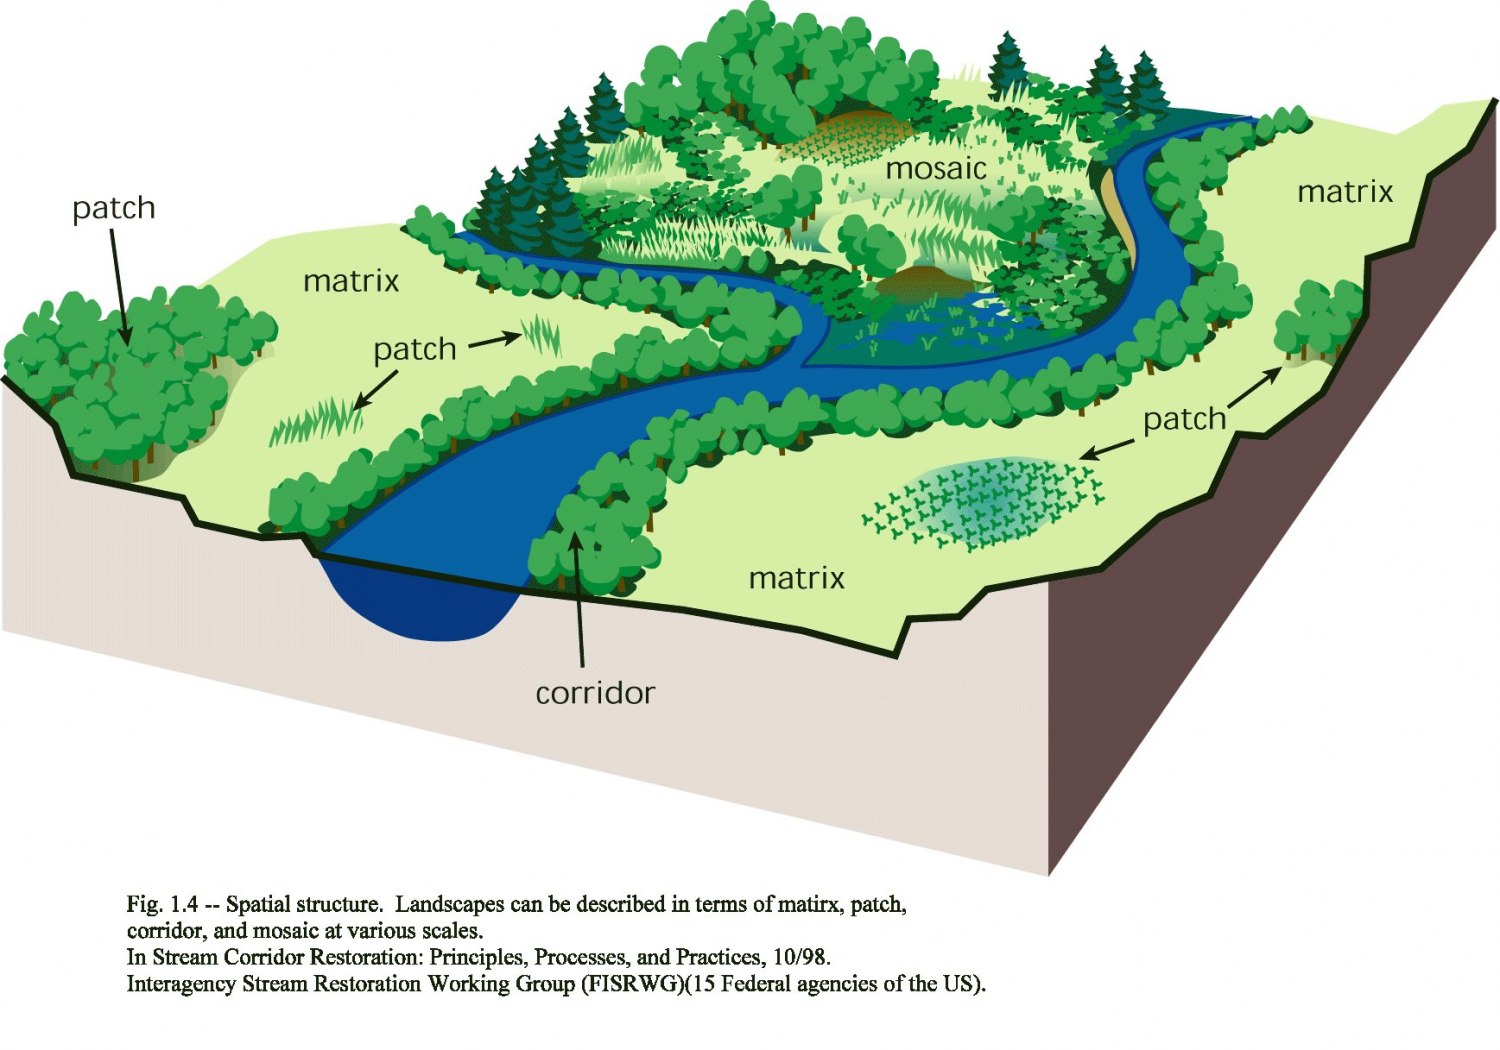 mosaic
matrix
patch
matrix
patch
patch
matrix
corridor
Fig. 1.4 -- Spatial structure.  Landscapes can be described in terms of matirx, patch,
corridor, and mosaic at various scales.
In Stream Corridor Restoration: Principles, Processes, and Practices, 10/98.
Interagency Stream Restoration Working Group (FISRWG)(15 Federal agencies of the US).